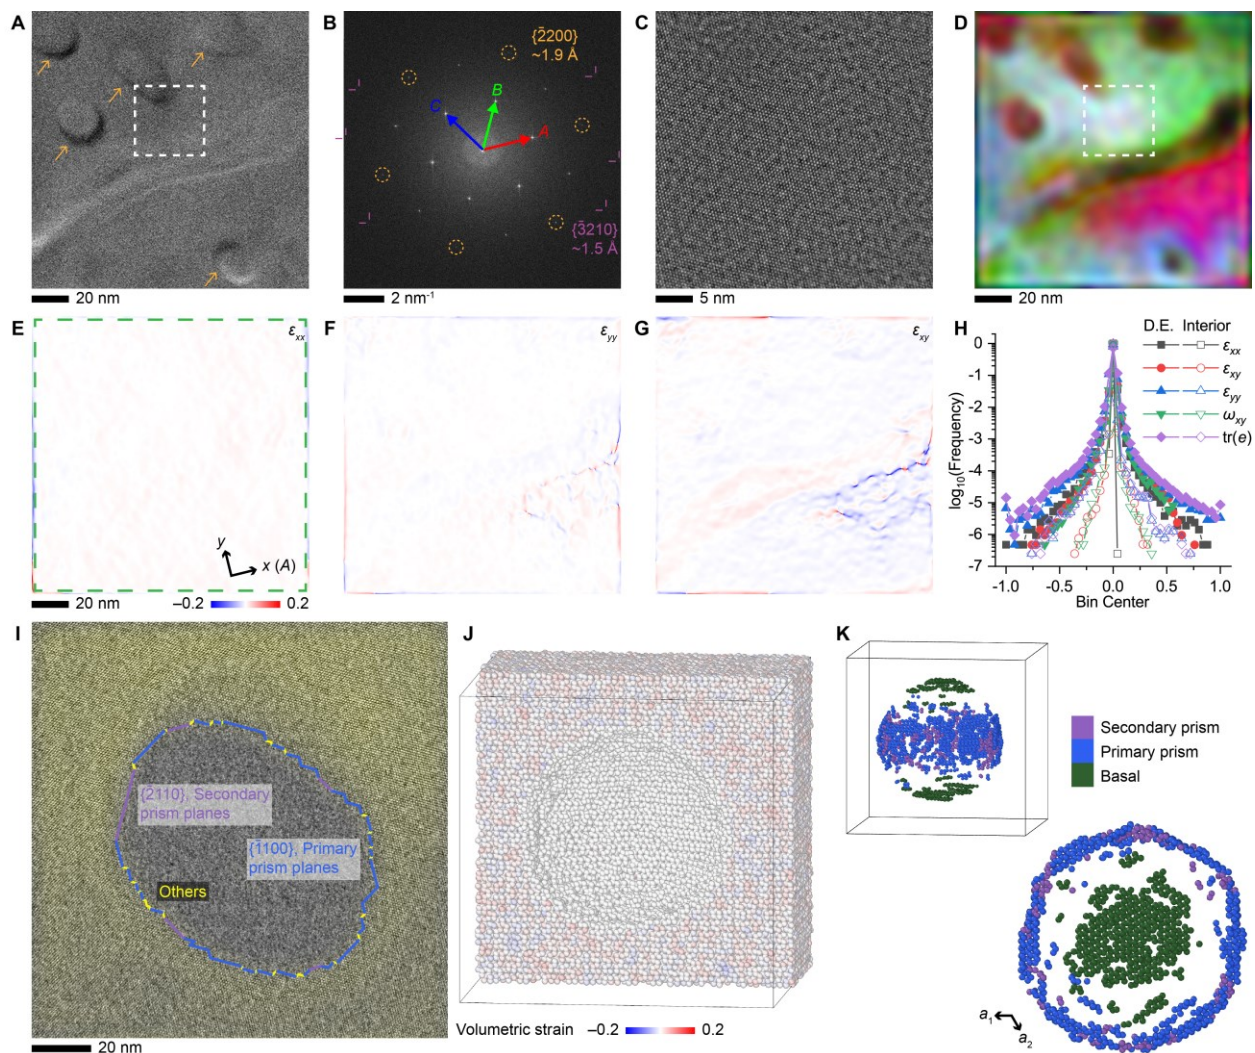 A
20 nm
B
{2̄200}
~1.9 Å
C
B
A
{3̄210}
~1.5 Å
2 nm⁻¹
C
5 nm
D
20 nm
E
εxx
y
x (A)
20 nm
−0.2
0.2
F
εyy
G
εxy
H
D.E. Interior
εxx
εxy
εyy
ωxy
tr(e)
log₁₀(Frequency)
0
-1
-2
-3
-4
-5
-6
-7
-1.0
-0.5
0.0
0.5
1.0
Bin Center
I
{2̄110}, Secondary
prism planes
{1̄100}, Primary
prism planes
Others
20 nm
J
Volumetric strain
−0.2
0.2
K
Secondary prism
Primary prism
Basal
a₁
a₂